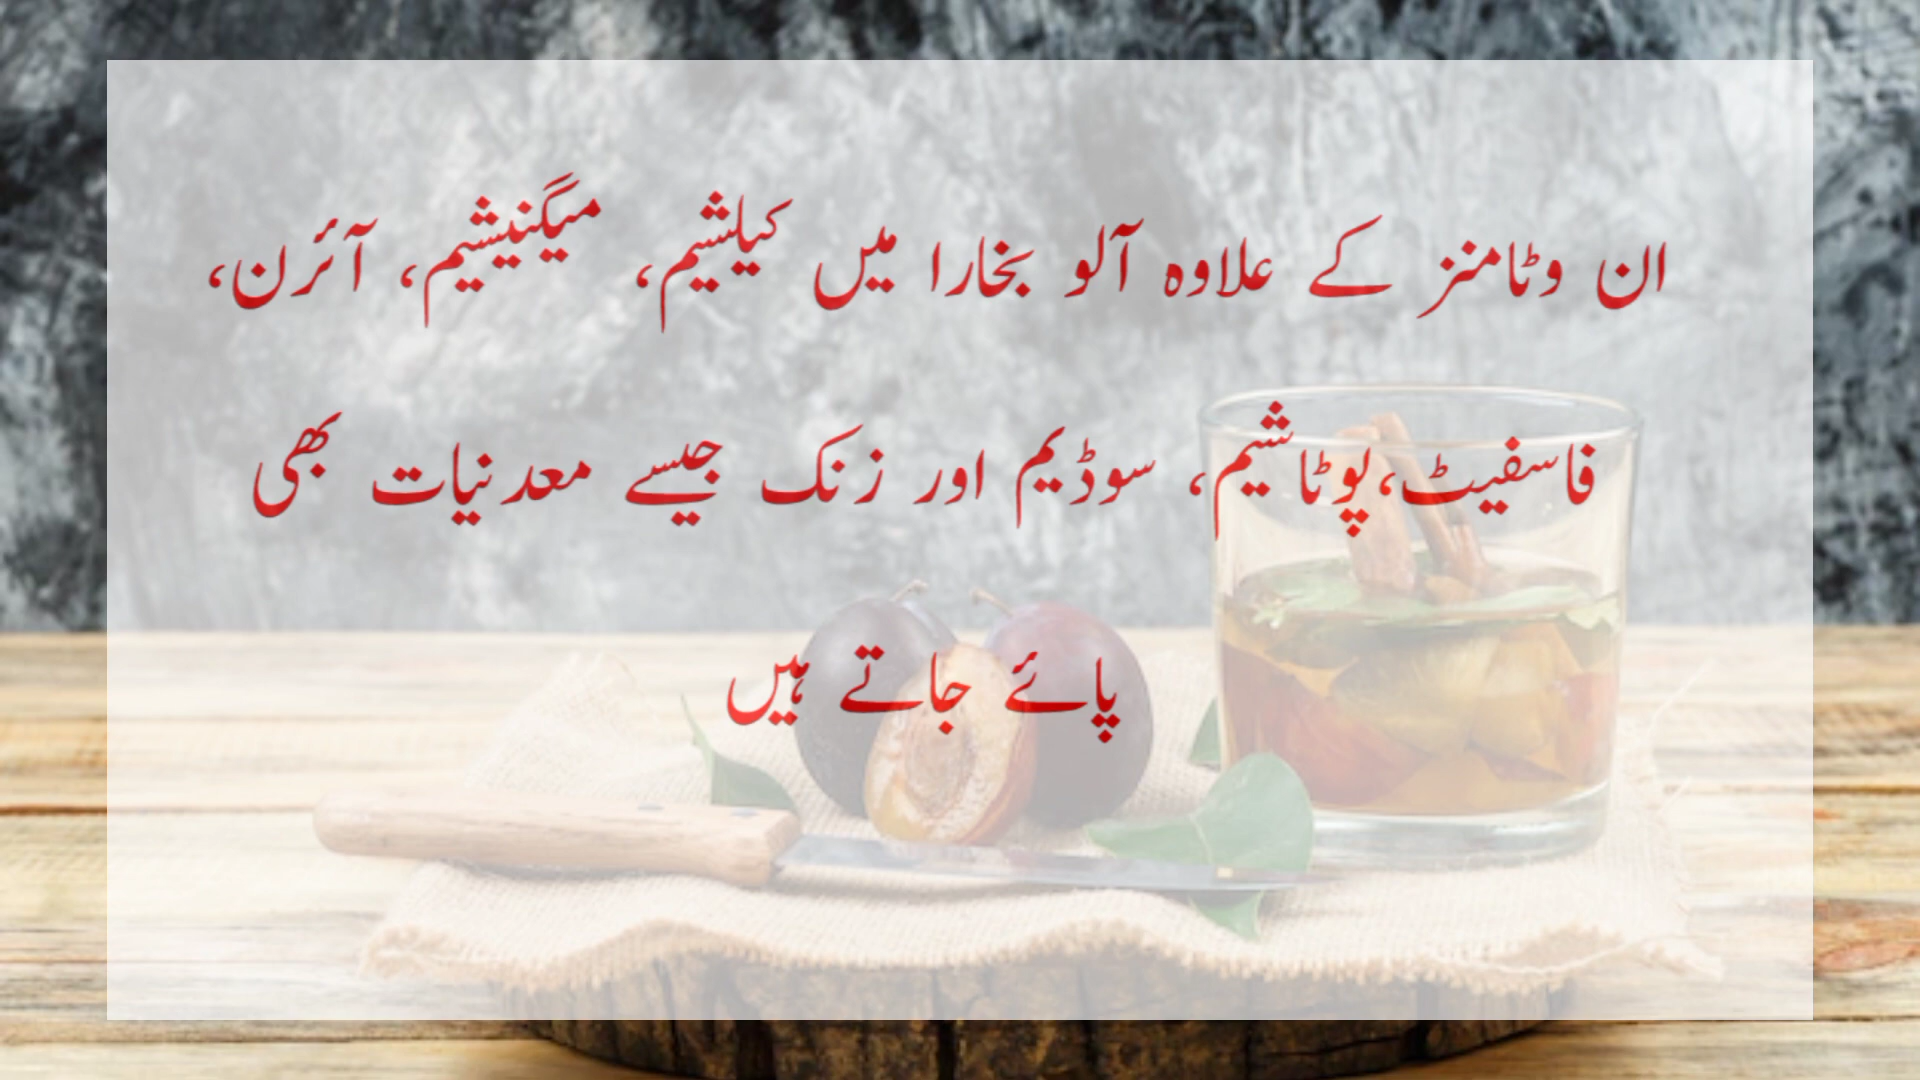 ان وٹامنز کے علاوہ آلو بخارا میں کیلشیم، میگنیشیم، آئرن،
فاسفیٹ،پوٹاشیم، سوڈیم اور زنک جیسے معدنیات بھی
پائے جاتے ہیں